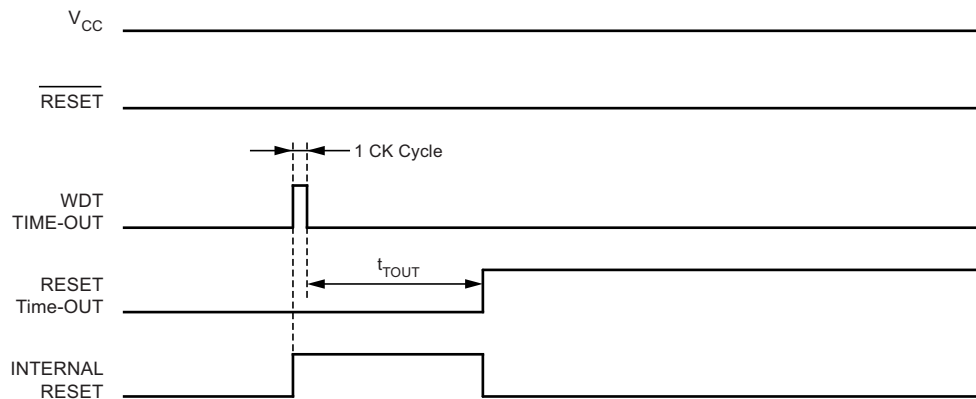 VCC
RESET
1 CK Cycle
WDT
TIME-OUT
tTOUT
RESET
Time-OUT
INTERNAL
RESET